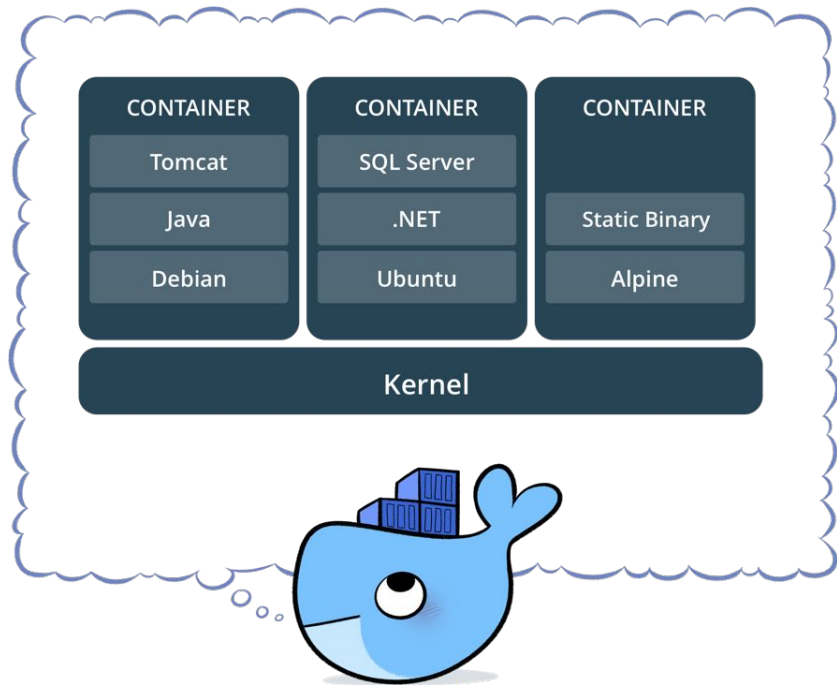 CONTAINER
Tomcat
Java
Debian
CONTAINER
SQL Server
.NET
Ubuntu
CONTAINER
Static Binary
Alpine
Kernel